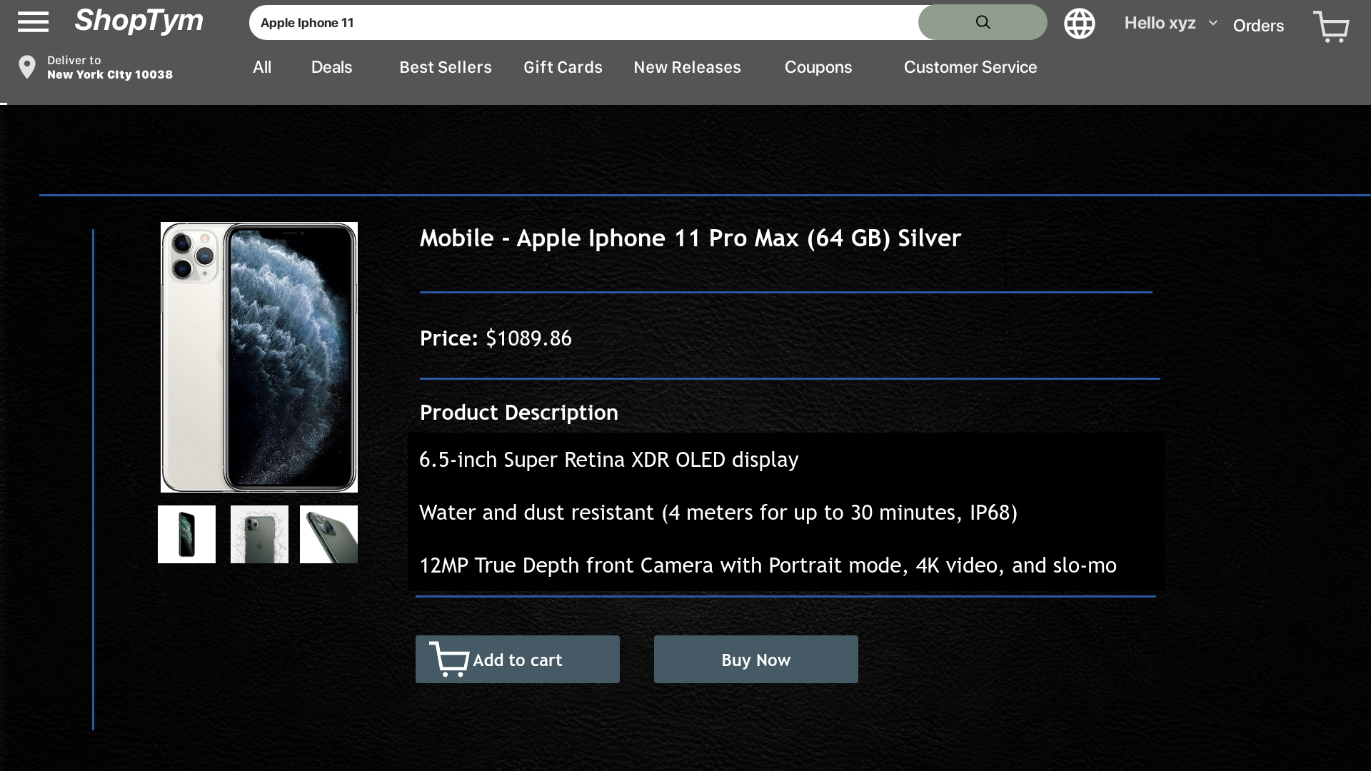 ShopTym
Apple Iphone 11
Hello xyz
Orders
Deliver to
New York City 10038
All
Deals
Best Sellers
Gift Cards
New Releases
Coupons
Customer Service
Mobile - Apple Iphone 11 Pro Max (64 GB) Silver
Price: $1089.86
Product Description
6.5-inch Super Retina XDR OLED display
Water and dust resistant (4 meters for up to 30 minutes, IP68)
12MP True Depth front Camera with Portrait mode, 4K video, and slo-mo
Add to cart
Buy Now